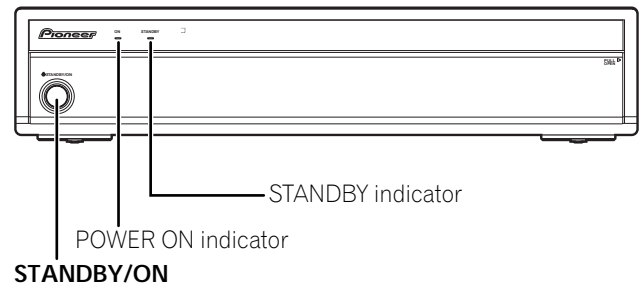 Pioneer
ON
STANDBY
STANDBY/ON
STANDBY indicator
POWER ON indicator
STANDBY/ON